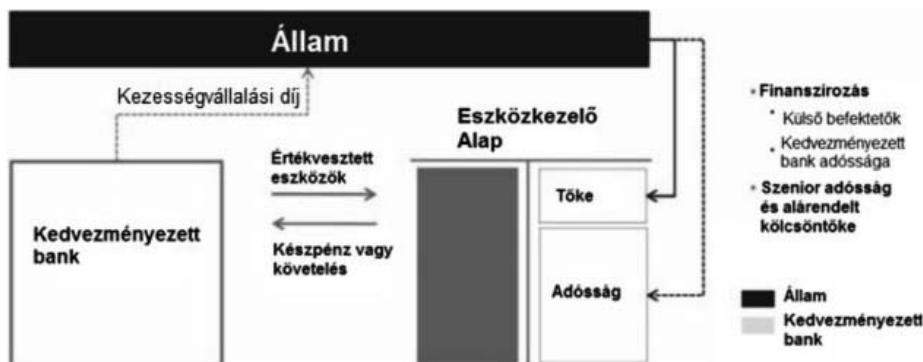 Állam
Kezességvállalási díj
Eszközkezelő
Alap
Értékvesztett
eszközök
Kedvezményezett
bank
Készpénz vagy
követelés
Tőke
Adósság
• Finanszírozás
• Külső befektetők
• Kedvezményezett
bank adóssága
• Szenior adósság
és alárendelt
kölcsöntőke
Állam
Kedvezményezett
bank